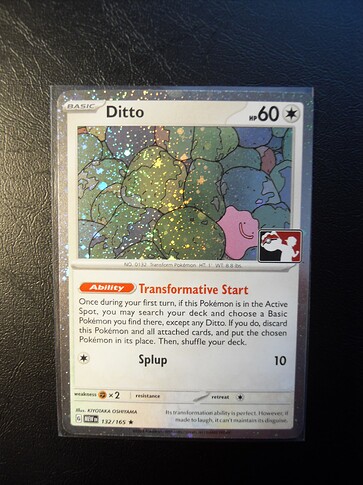 BASIC
Ditto
HP 60
NO. 0132 Transform Pokémon HT: 1' WT: 8.8 lbs.
Ability Transformative Start
Once during your first turn, if this Pokémon is in the Active
Spot, you may search your deck and choose a Basic
Pokémon you find there, except any Ditto. If you do, discard
this Pokémon and all attached cards, and put the chosen
Pokémon in its place. Then, shuffle your deck.
Splup 10
weakness ×2 resistance retreat
Illus. KIYOTAKA OSHIYAMA
G MEW EN 132/165 ★
Its transformation ability is perfect. However, if
made to laugh, it can't maintain its disguise.